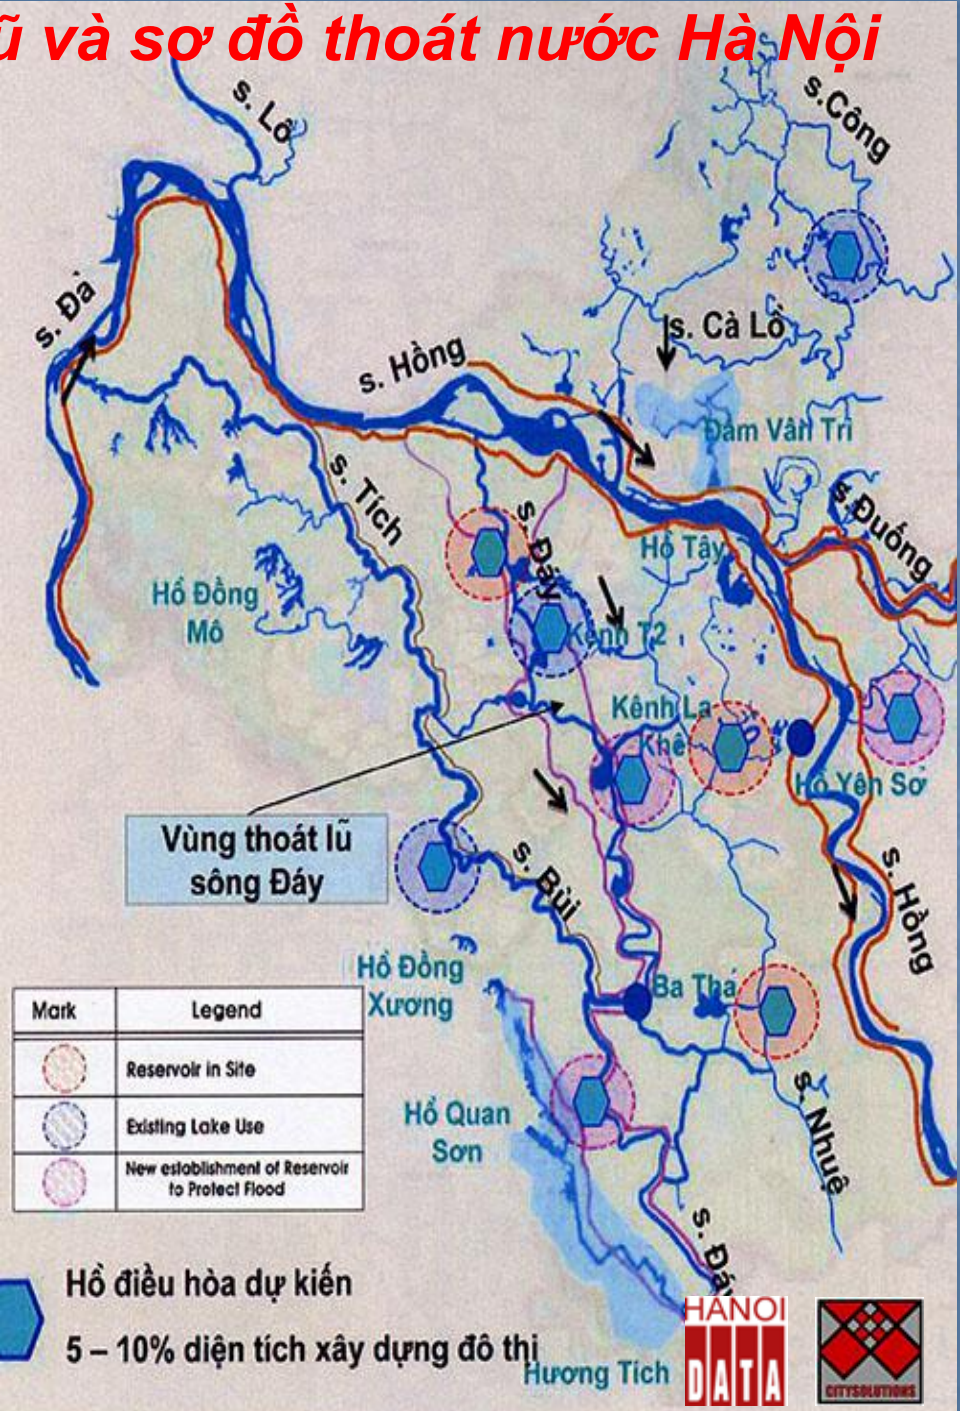 ũ và sơ đồ thoát nước Hà Nội
s. Lô
s.Công
s. Đà
s. Cà Lồ
s. Hồng
Đầm Vân Trì
s. Tích
s. Đáy
s.Đuống
Hồ Tây
Hồ Đồng
Mô
Kênh T2
Kênh La
Khê
Hồ Yên Sở
Vùng thoát lũ
sông Đáy
s. Bùi
s. Hồng
Hồ Đồng
Xương
Ba Thá
Mark
Legend
Reservoir in Site
Existing Lake Use
New establishment of Reservoir
to Protect Flood
Hồ Quan
Sơn
s. Nhuệ
s. Đáy
Hồ điều hòa dự kiến
5 – 10% diện tích xây dựng đô thị
Hương Tích
HANOI
DATA
CITYSOLUTIONS